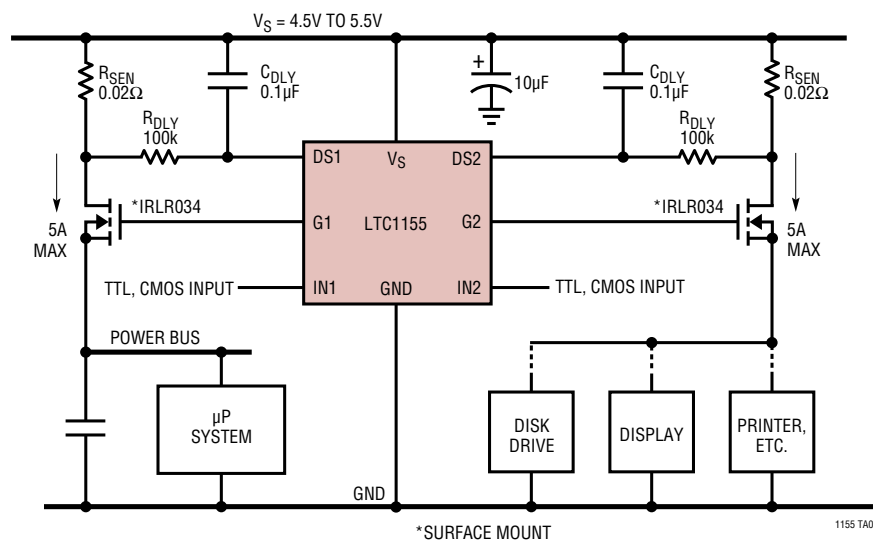 V_S = 4.5V TO 5.5V
R_SEN
0.02Ω
C_DLY
0.1µF
+
10µF
C_DLY
0.1µF
R_SEN
0.02Ω
R_DLY
100k
R_DLY
100k
DS1
V_S
DS2
*IRLR034
G1
LTC1155
G2
*IRLR034
5A
MAX
5A
MAX
TTL, CMOS INPUT
IN1
GND
IN2
TTL, CMOS INPUT
POWER BUS
µP
SYSTEM
DISK
DRIVE
DISPLAY
PRINTER,
ETC.
GND
*SURFACE MOUNT
1155 TA0